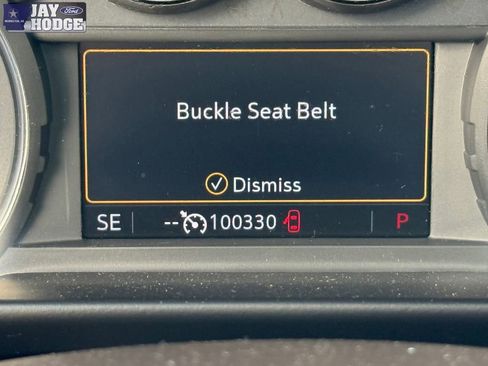 JAY
Ford
HODGE
Buckle Seat Belt
Dismiss
SE -- 100330 P